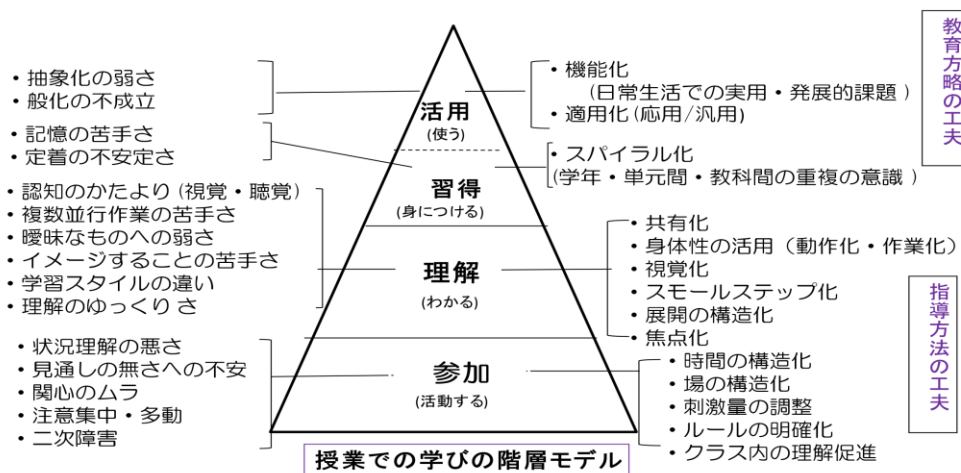 ・抽象化の弱さ
・般化の不成立
・記憶の苦手さ
・定着の不安定さ
・認知のかたより(視覚・聴覚)
・複数並行作業の苦手さ
・曖昧なものへの弱さ
・イメージすることの苦手さ
・学習スタイルの違い
・理解のゆっくりさ
・状況理解の悪さ
・見通しの無さへの不安
・関心のムラ
・注意集中・多動
・二次障害
活用
(使う)
習得
(身につける)
理解
(わかる)
参加
(活動する)
・機能化
(日常生活での実用・発展的課題)
・適用化(応用/汎用)
・スパイラル化
(学年・単元間・教科間の重複の意識)
・共有化
・身体性の活用(動作化・作業化)
・視覚化
・スモールステップ化
・展開の構造化
・焦点化
・時間の構造化
・場の構造化
・刺激量の調整
・ルールの明確化
・クラス内の理解促進
教育方略の工夫
指導方法の工夫
授業での学びの階層モデル